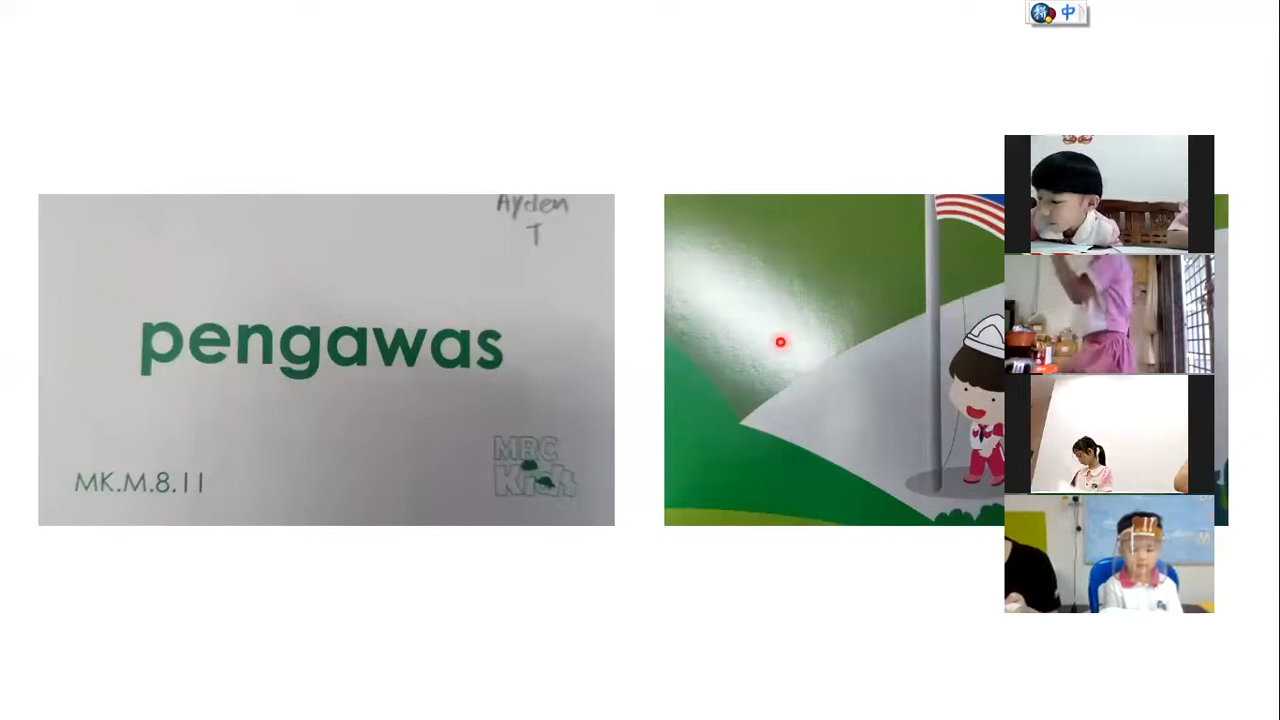 中
Ayden
T
pengawas
MRC
Kids
MK.M.8.11